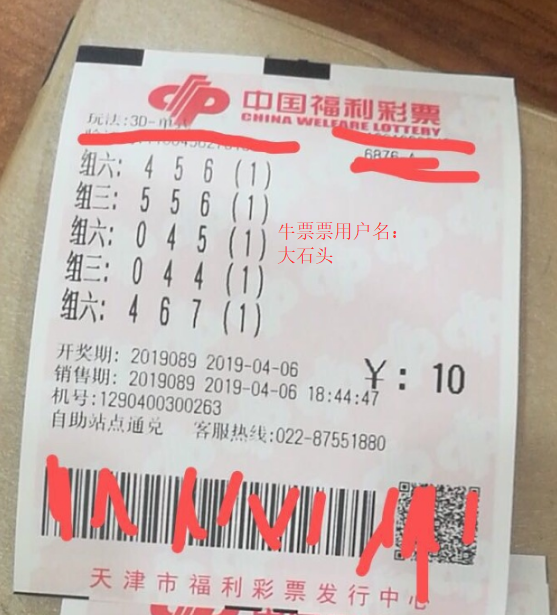 中国福利彩票
CHINA WELFARE LOTTERY
玩法:3D-单式
6876
组六: 4 5 6 (1)
组三: 5 5 6 (1)
组六: 0 4 5 (1)
组三: 0 4 4 (1)
组六: 4 6 7 (1)
牛票票用户名:
大石头
开奖期: 2019089 2019-04-06
¥: 10
销售期: 2019089 2019-04-06 18:44:47
机号:1290400300263
自助站点通兑 客服热线:022-87551880
天津市福利彩票发行中心